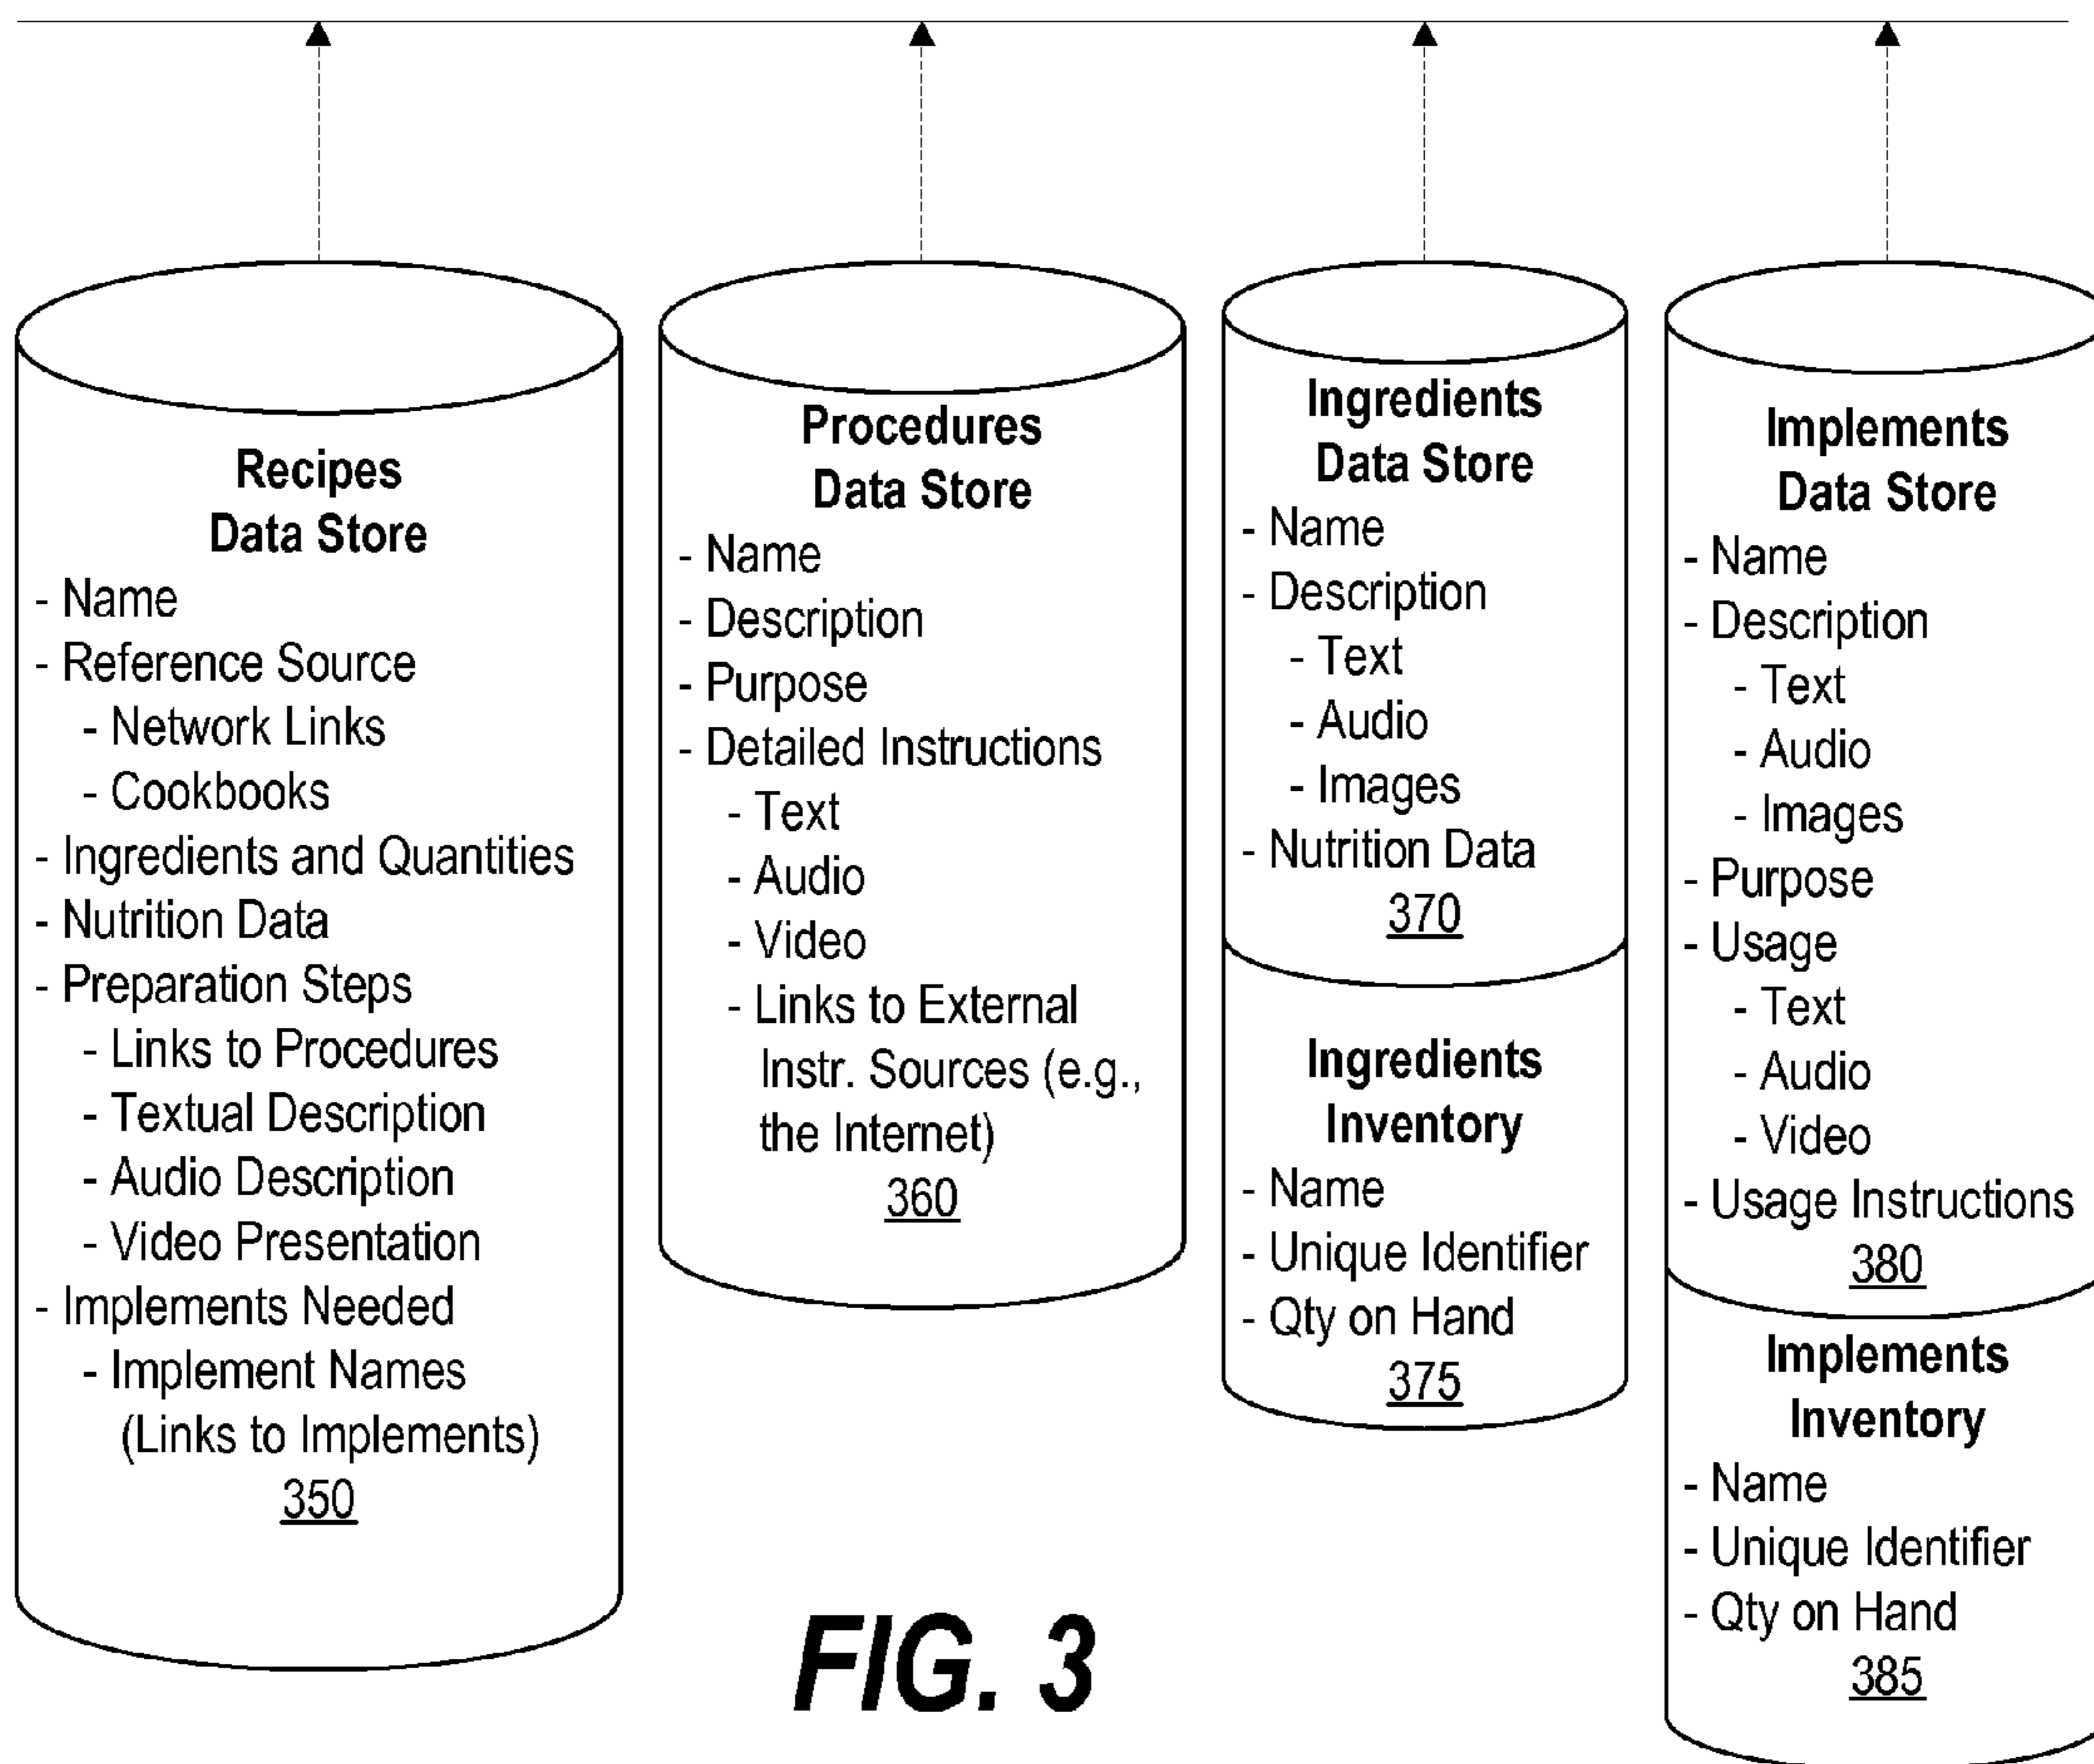 Recipes
Data Store
- Name
- Reference Source
- Network Links
- Cookbooks
- Ingredients and Quantities
- Nutrition Data
- Preparation Steps
- Links to Procedures
- Textual Description
- Audio Description
- Video Presentation
- Implements Needed
- Implement Names
(Links to Implements)
350
Procedures
Data Store
- Name
- Description
- Purpose
- Detailed Instructions
- Text
- Audio
- Video
- Links to External
Instr. Sources (e.g.,
the Internet)
360
Ingredients
Data Store
- Name
- Description
- Text
- Audio
- Images
- Nutrition Data
370
Ingredients
Inventory
- Name
- Unique Identifier
- Qty on Hand
375
Implements
Data Store
- Name
- Description
- Text
- Audio
- Images
- Purpose
- Usage
- Text
- Audio
- Video
- Usage Instructions
380
Implements
Inventory
- Name
- Unique Identifier
- Qty on Hand
385
FIG. 3